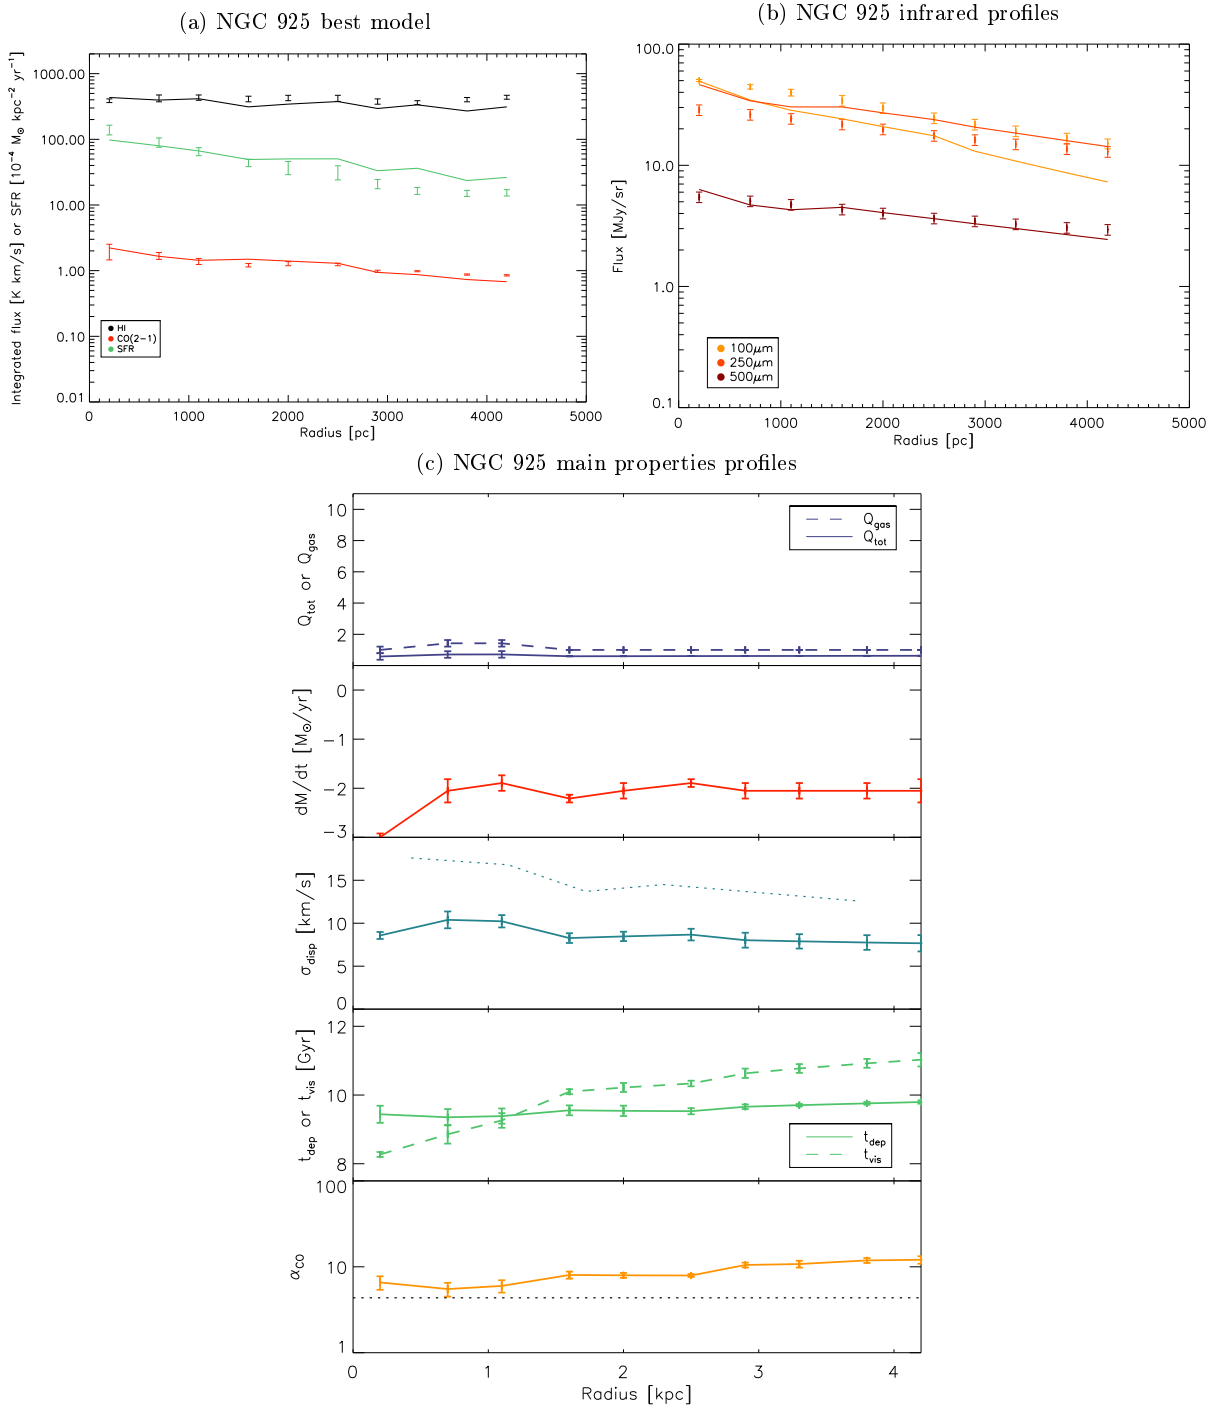 (a) NGC 925 best model
Integrated flux [K km/s] or SFR [10⁻⁴ M⊙ kpc⁻² yr⁻¹]
1000.00
100.00
10.00
1.00
0.10
0.01
HI
CO(2−1)
SFR
0 1000 2000 3000 4000 5000
Radius [pc]
(b) NGC 925 infrared profiles
Flux [MJy/sr]
100.0
10.0
1.0
0.1
100μm
250μm
500μm
0 1000 2000 3000 4000 5000
Radius [pc]
(c) NGC 925 main properties profiles
Q_tot or Q_gas
10
8
6
4
2
Q_gas
Q_tot
dM/dt [M⊙/yr]
0
−1
−2
−3
σ_disp [km/s]
15
10
5
0
t_dep or t_vis [Gyr]
12
10
8
t_dep
t_vis
α_CO
100
10
1
0 1 2 3 4
Radius [kpc]